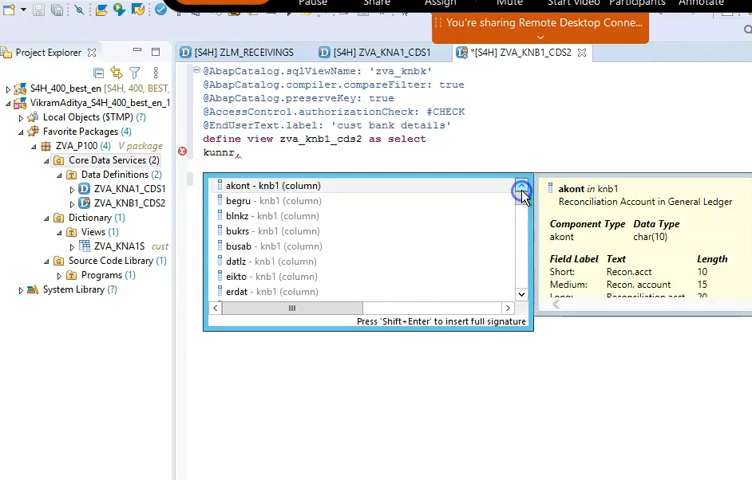 Pause
Share
Assign
Mute
Start video
Participants
Annotate
You're sharing Remote Desktop Conne...
Project Explorer
[S4H] ZLM_RECEIVINGS
[S4H] ZVA_KNA1_CDS1
*[S4H] ZVA_KNB1_CDS2
S4H_400_best_en [S4H, 400, BEST
VikramAditya_S4H_P100_best_en_1
Local Objects ($TMP) (?)
Favorite Packages (4)
ZVA_P100 (4) V package
Core Data Services (2)
Data Definitions (2)
ZVA_KNA1_CDS1
ZVA_KNB1_CDS2
Dictionary (1)
Views (1)
ZVA_KNA1S cust
Source Code Library (1)
Programs (1)
System Library (?)
@AbapCatalog.sqlViewName: 'zva_knbk'
@AbapCatalog.compiler.compareFilter: true
@AbapCatalog.preserveKey: true
@AccessControl.authorizationCheck: #CHECK
@EndUserText.label: 'cust bank details'
define view zva_knb1_cds2 as select
kunnr,
akont - knb1 (column)
begru - knb1 (column)
blnkz - knb1 (column)
bukrs - knb1 (column)
busab - knb1 (column)
datlz - knb1 (column)
eikto - knb1 (column)
erdat - knb1 (column)
Press 'Shift+Enter' to insert full signature
akont in knb1
Reconciliation Account in General Ledger
Component Type Data Type
akont char(10)
Field Label Text Length
Short: Recon.acct 10
Medium: Recon. account 15
Long: Reconciliation acct 20